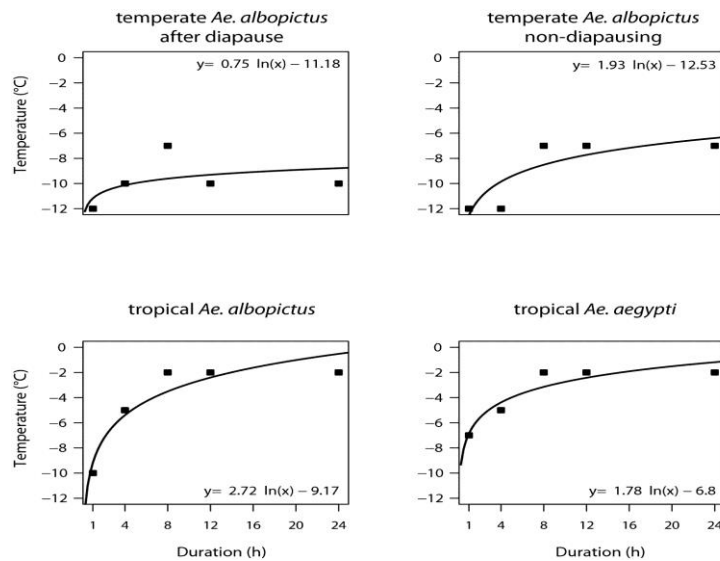 temperate Ae. albopictus
after diapause
temperate Ae. albopictus
non-diapausing
y= 0.75 ln(x) − 11.18
y= 1.93 ln(x) − 12.53
Temperature (°C)
0
−2
−4
−6
−8
−10
−12
0
−2
−4
−6
−8
−10
−12
tropical Ae. albopictus
tropical Ae. aegypti
Temperature (°C)
0
−2
−4
−6
−8
−10
−12
y= 2.72 ln(x) − 9.17
0
−2
−4
−6
−8
−10
−12
y= 1.78 ln(x) − 6.8
1 4 8 12 16 20 24
1 4 8 12 16 20 24
Duration (h)
Duration (h)